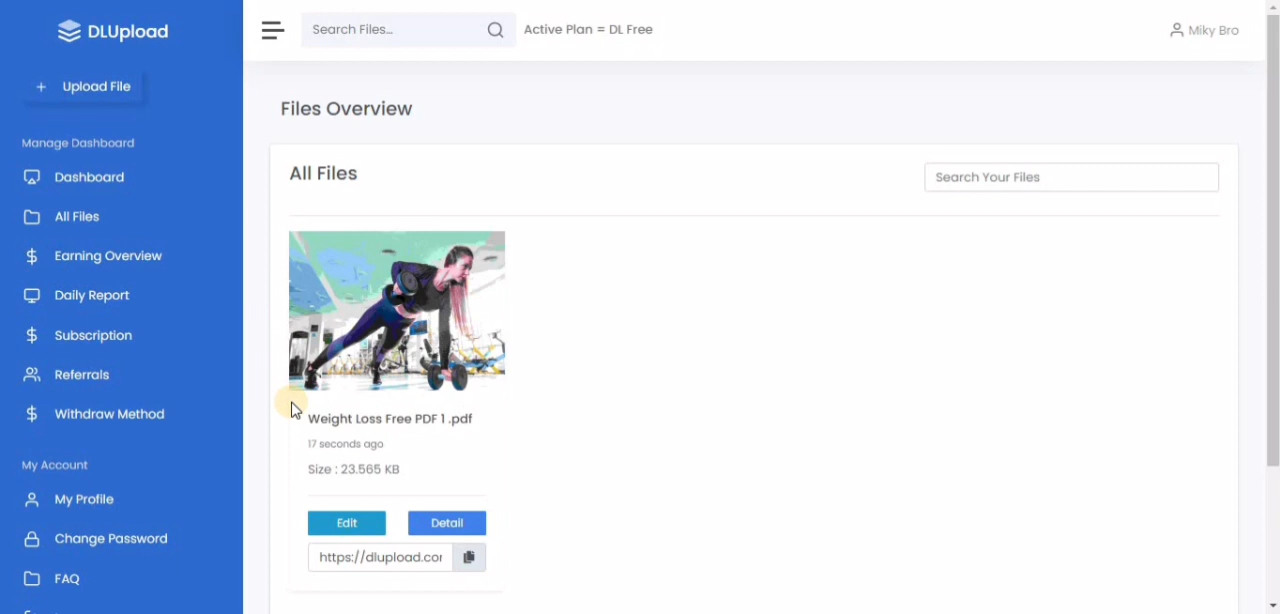 DLUpload
Search Files...
Active Plan = DL Free
Miky Bro
+ Upload File
Manage Dashboard
Dashboard
All Files
Earning Overview
Daily Report
Subscription
Referrals
Withdraw Method
My Account
My Profile
Change Password
FAQ
Files Overview
All Files
Search Your Files
Weight Loss Free PDF 1 .pdf
17 seconds ago
Size : 23.565 KB
Edit
Detail
https://dlupload.cor